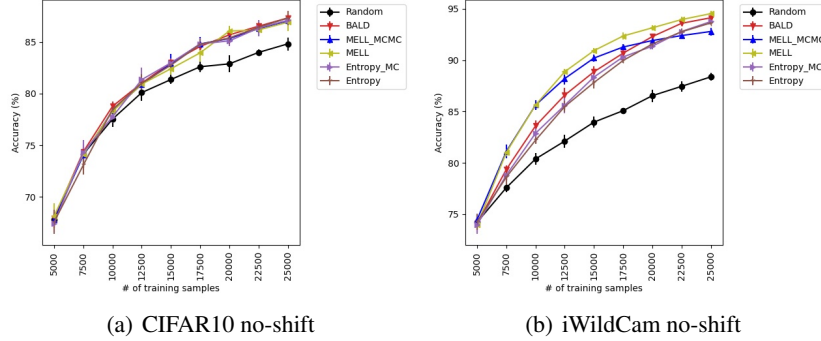 Accuracy (%)
85
80
75
70
5000
7500
10000
12500
15000
17500
20000
22500
25000
# of training samples
Random
BALD
MELL_MCMC
MELL
Entropy_MC
Entropy
(a) CIFAR10 no-shift
Accuracy (%)
95
90
85
80
75
5000
7500
10000
12500
15000
17500
20000
22500
25000
# of training samples
Random
BALD
MELL_MCMC
MELL
Entropy_MC
Entropy
(b) iWildCam no-shift